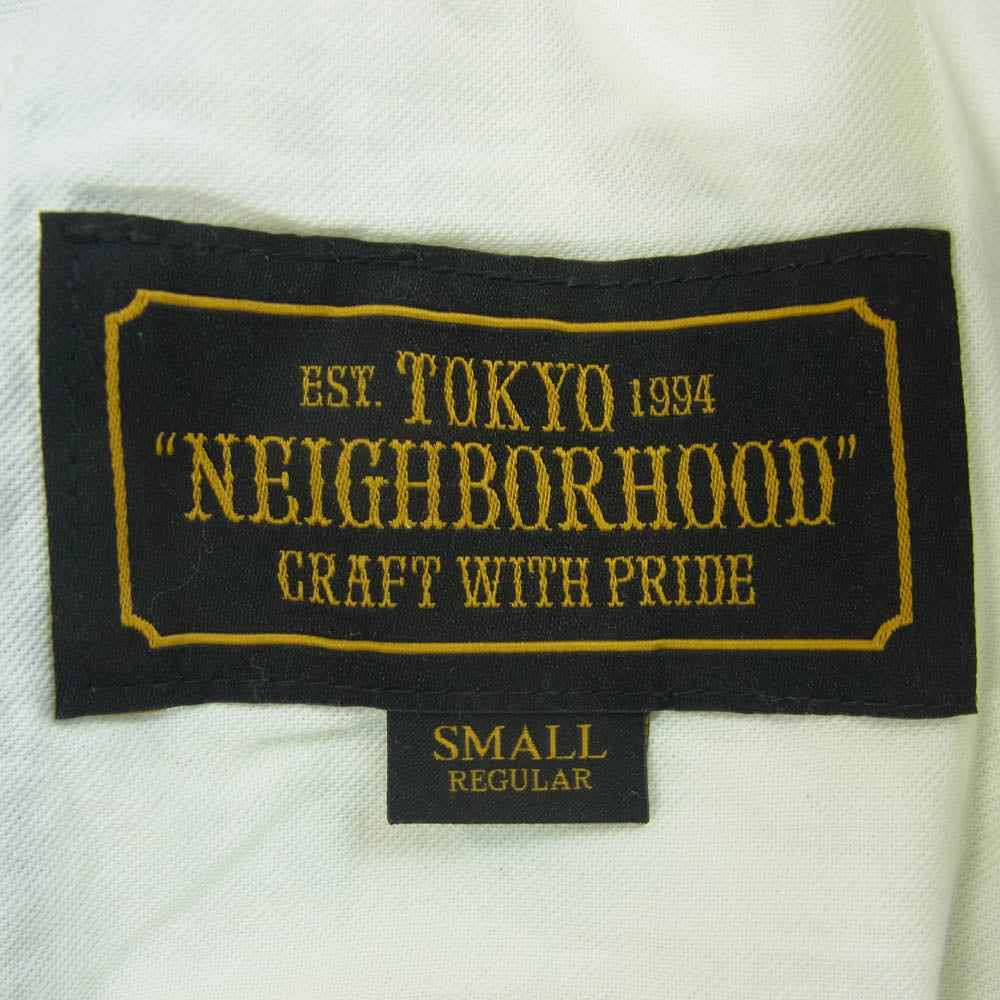 EST. TOKYO 1994
"NEIGHBORHOOD"
CRAFT WITH PRIDE
SMALL
REGULAR